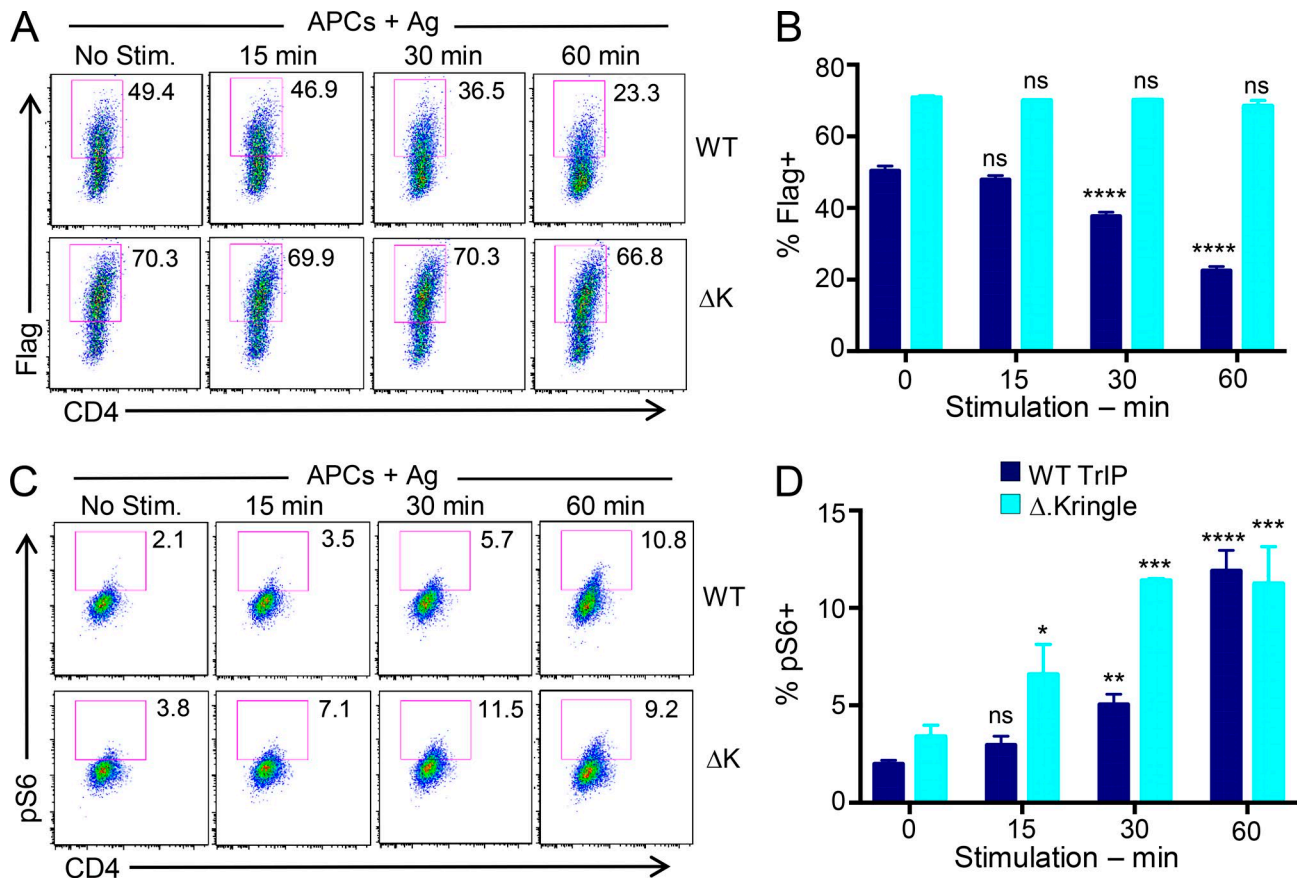 A
APCs + Ag
No Stim. 15 min 30 min 60 min
49.4 46.9 36.5 23.3
WT
70.3 69.9 70.3 66.8
ΔK
Flag
CD4
B
80
60
40
20
0
% Flag+
ns ns ns
ns **** ****
0 15 30 60
Stimulation – min
C
APCs + Ag
No Stim. 15 min 30 min 60 min
2.1 3.5 5.7 10.8
WT
3.8 7.1 11.5 9.2
ΔK
pS6
CD4
D
WT TrIP
Δ.Kringle
15
10
5
0
% pS6+
ns * ** *** **** ***
0 15 30 60
Stimulation – min